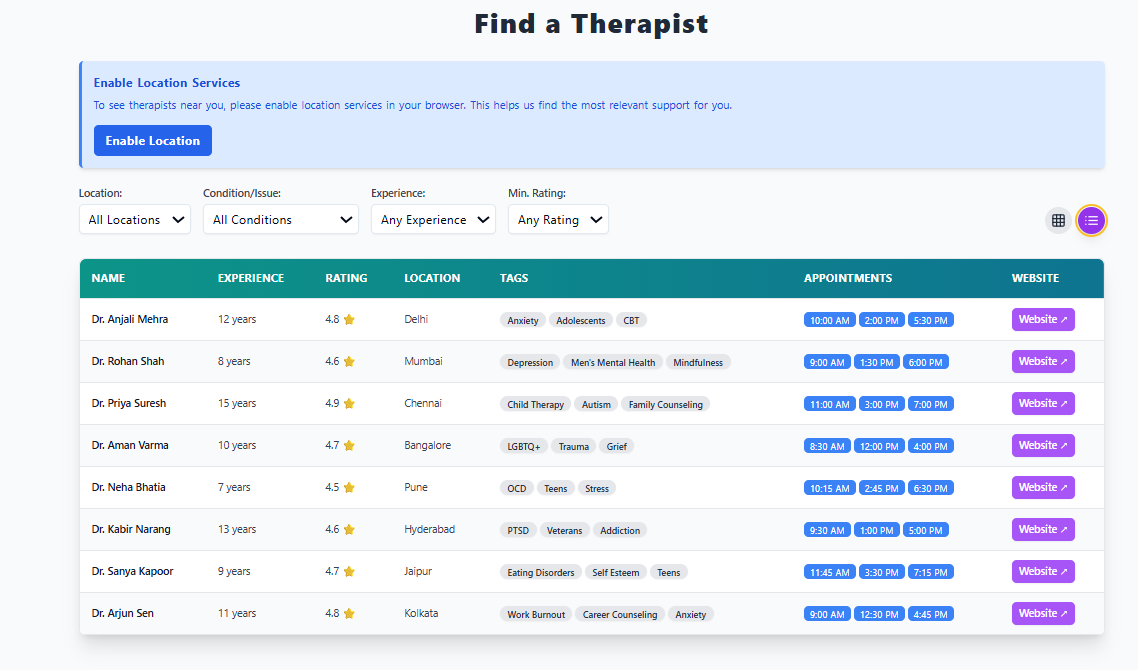 Find a Therapist
Enable Location Services
To see therapists near you, please enable location services in your browser. This helps us find the most relevant support for you.
Enable Location
Location: Condition/Issue: Experience: Min. Rating:
All Locations All Conditions Any Experience Any Rating
NAME EXPERIENCE RATING LOCATION TAGS APPOINTMENTS WEBSITE
Dr. Anjali Mehra 12 years 4.8 ⭐ Delhi Anxiety Adolescents CBT 10:00 AM 2:00 PM 5:30 PM Website ↗
Dr. Rohan Shah 8 years 4.6 ⭐ Mumbai Depression Men's Mental Health Mindfulness 9:00 AM 1:30 PM 6:00 PM Website ↗
Dr. Priya Suresh 15 years 4.9 ⭐ Chennai Child Therapy Autism Family Counseling 11:00 AM 3:00 PM 7:00 PM Website ↗
Dr. Aman Varma 10 years 4.7 ⭐ Bangalore LGBTQ+ Trauma Grief 8:30 AM 12:00 PM 4:00 PM Website ↗
Dr. Neha Bhatia 7 years 4.5 ⭐ Pune OCD Teens Stress 10:15 AM 2:45 PM 6:30 PM Website ↗
Dr. Kabir Narang 13 years 4.6 ⭐ Hyderabad PTSD Veterans Addiction 9:30 AM 1:00 PM 5:00 PM Website ↗
Dr. Sanya Kapoor 9 years 4.7 ⭐ Jaipur Eating Disorders Self Esteem Teens 11:45 AM 3:30 PM 7:15 PM Website ↗
Dr. Arjun Sen 11 years 4.8 ⭐ Kolkata Work Burnout Career Counseling Anxiety 9:00 AM 12:30 PM 4:45 PM Website ↗